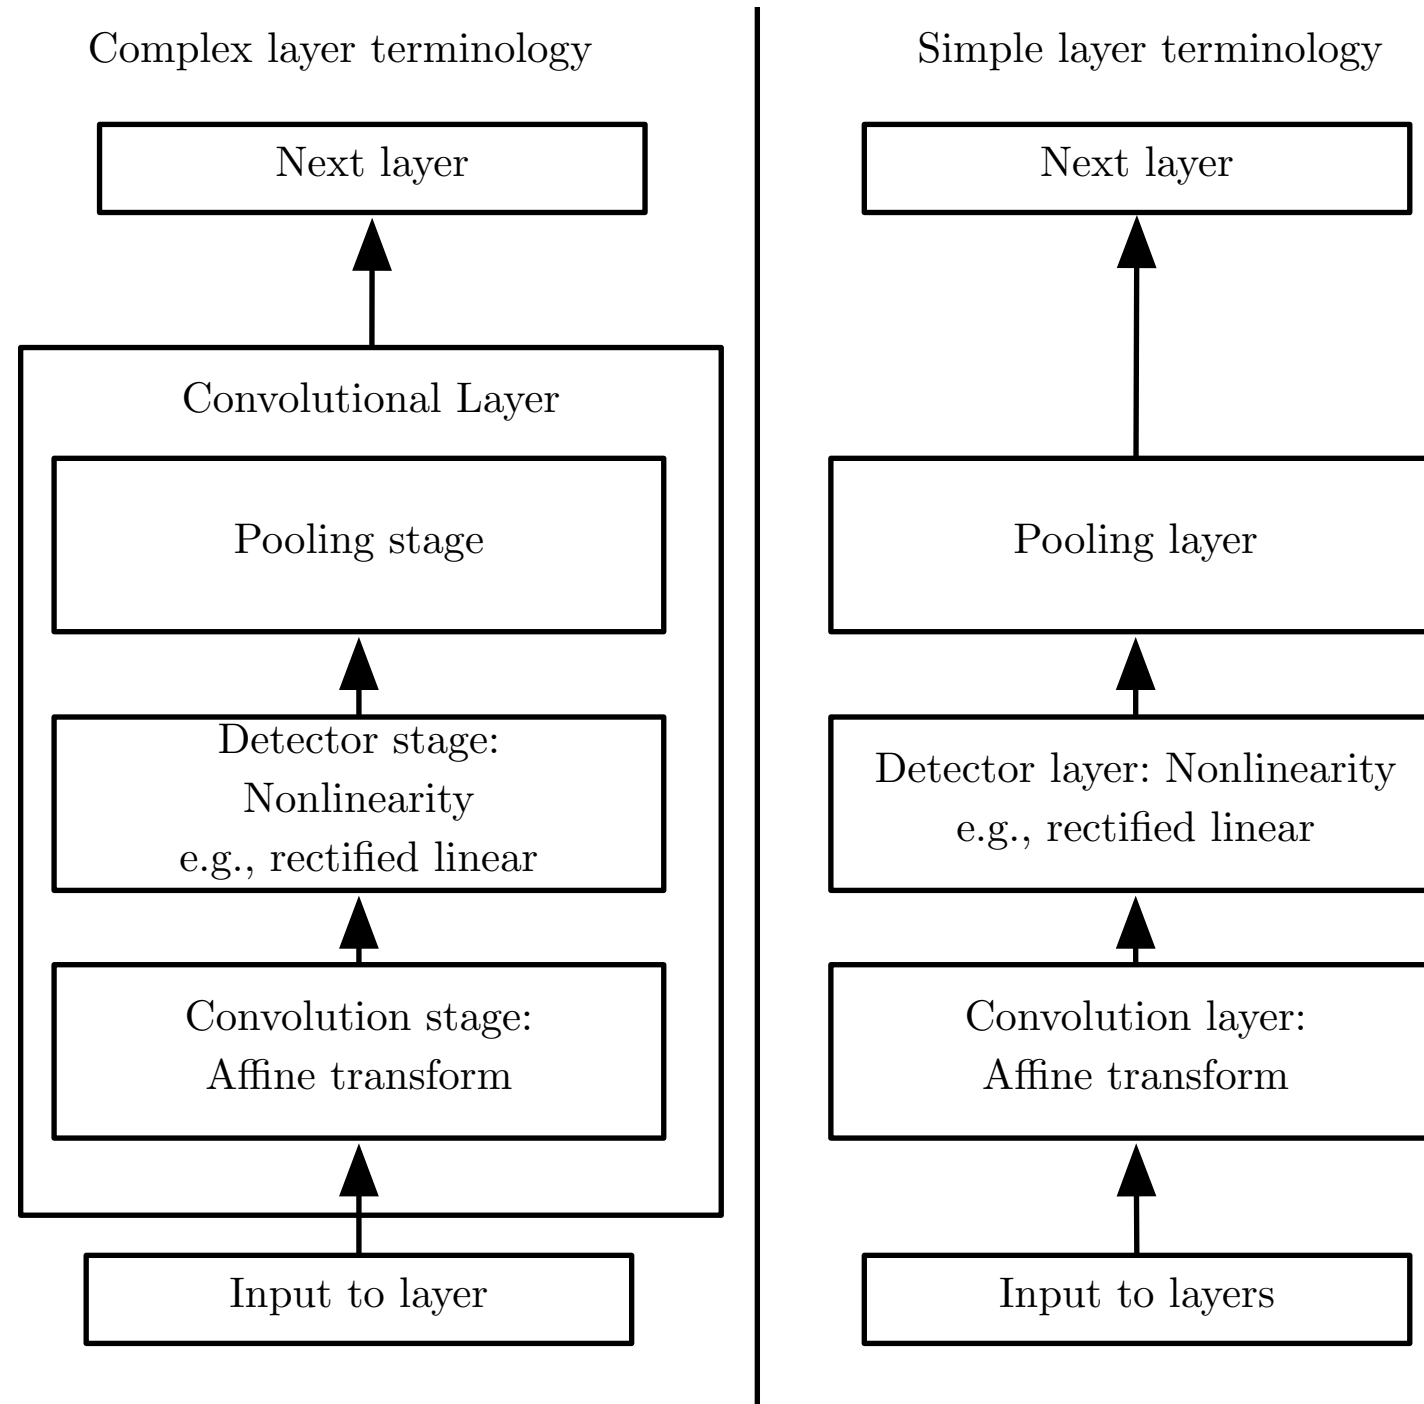 Complex layer terminology
Next layer
Convolutional Layer
Pooling stage
Detector stage:
Nonlinearity
e.g., rectified linear
Convolution stage:
Affine transform
Input to layer
Simple layer terminology
Next layer
Pooling layer
Detector layer: Nonlinearity
e.g., rectified linear
Convolution layer:
Affine transform
Input to layers